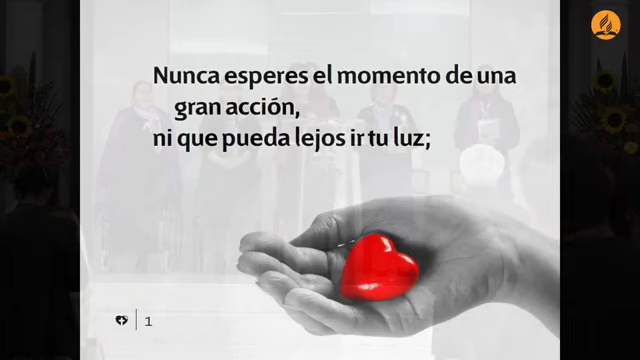 Nunca esperes el momento de una
gran acción,
ni que pueda lejos ir tu luz;
1